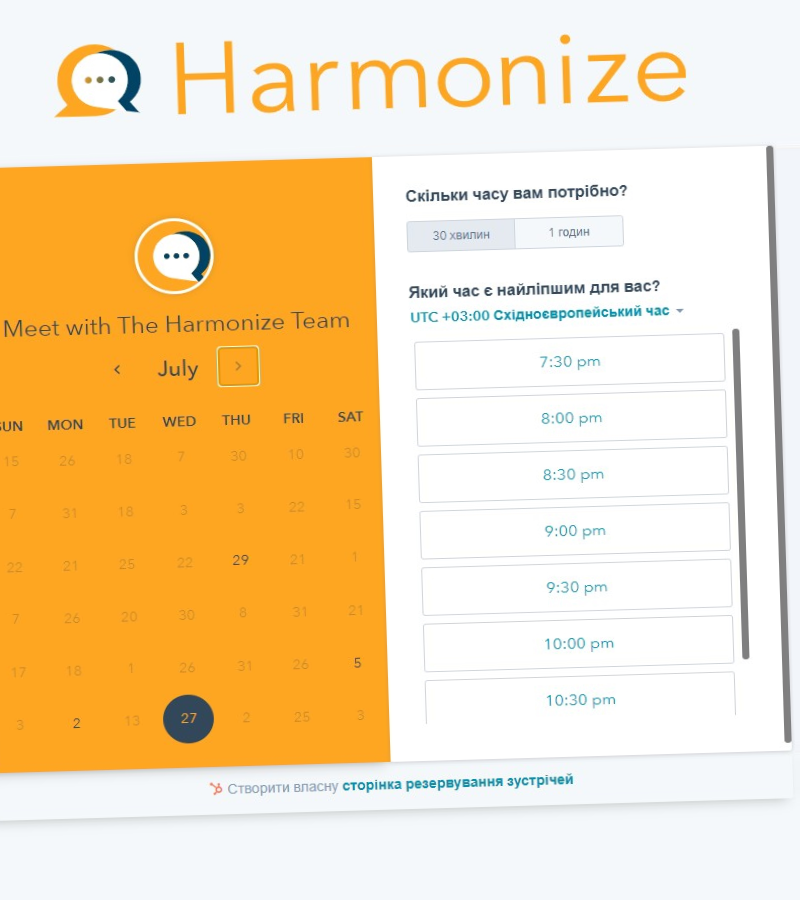 Harmonize
Meet with The Harmonize Team
July
SUN MON TUE WED THU FRI SAT
15 26 18 7 30 10 30
7 31 18 3 3 22 15
22 21 25 22 29 21 1
7 26 20 30 8 31 21
17 18 1 26 31 26 5
3 2 13 27 2 25 3
Скільки часу вам потрібно?
30 хвилин 1 годин
Який час є найліпшим для вас?
UTC +03:00 Східноєвропейський час
7:30 pm
8:00 pm
8:30 pm
9:00 pm
9:30 pm
10:00 pm
10:30 pm
Створити власну сторінка резервування зустрічей